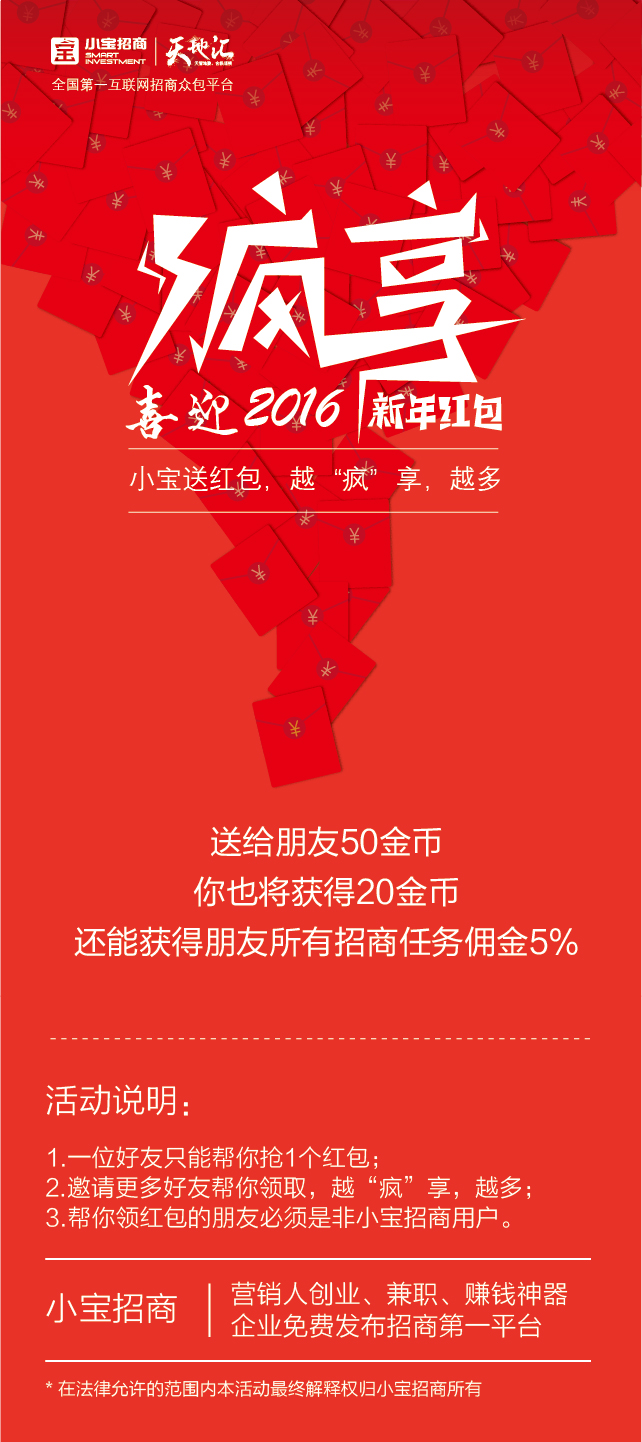 小宝招商
SMART
INVESTMENT
天地汇
全国第一互联网招商众包平台
疯享
喜迎2016新年红包
小宝送红包，越“疯”享，越多
送给朋友50金币
你也将获得20金币
还能获得朋友所有招商任务佣金5%
活动说明：
1.一位好友只能帮你抢1个红包；
2.邀请更多好友帮你领取，越“疯”享，越多；
3.帮你领红包的朋友必须是非小宝招商用户。
小宝招商
营销人创业、兼职、赚钱神器
企业免费发布招商第一平台
* 在法律允许的范围内本活动最终解释权归小宝招商所有